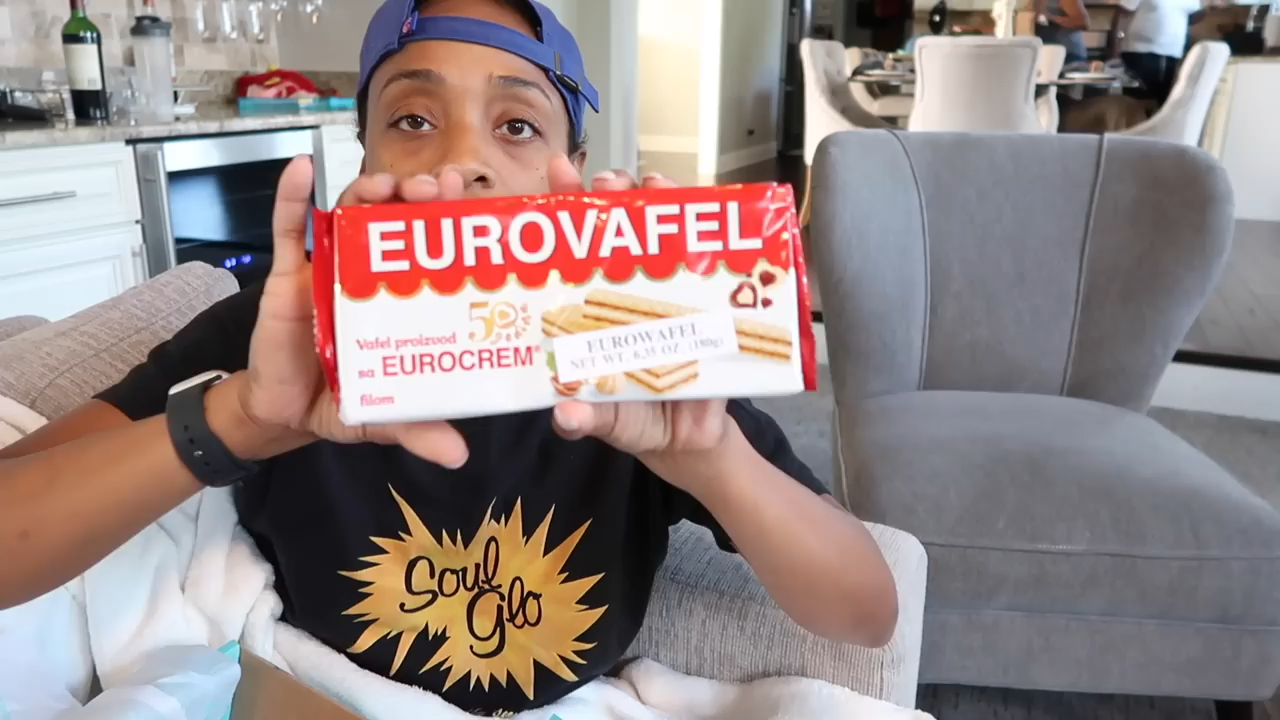 EUROVAFEL
50
Vafel proizvod
sa EUROCREM®
EUROWAFEL
NET WT. 6.35 OZ. (180g)
filom
Soul
Glo